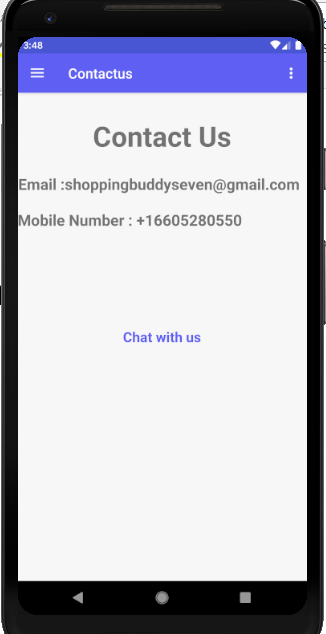 3:48
Contactus
Contact Us
Email :shoppingbuddyseven@gmail.com
Mobile Number : +16605280550
Chat with us